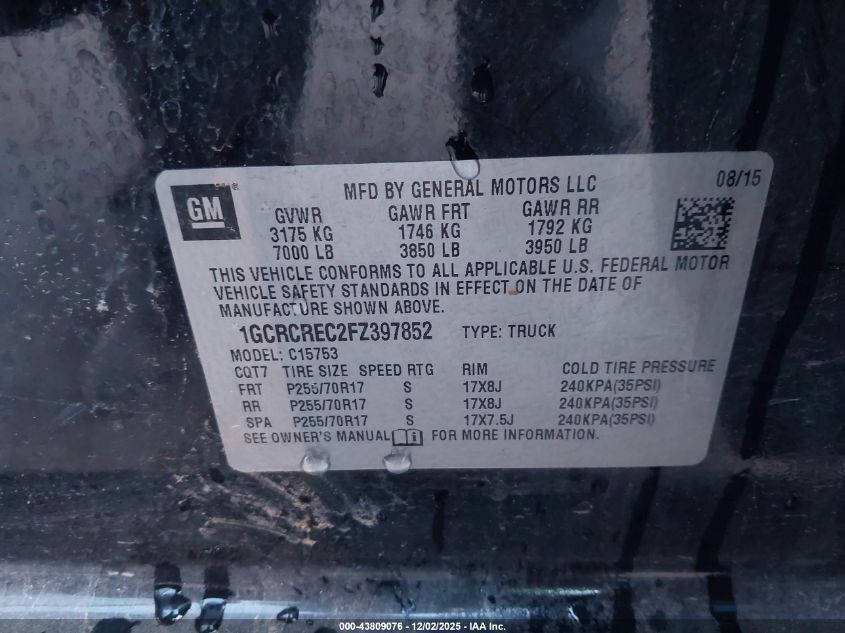 GM ®
MFD BY GENERAL MOTORS LLC
08/15
GVWR GAWR FRT GAWR RR
3175 KG 1746 KG 1792 KG
7000 LB 3850 LB 3950 LB
THIS VEHICLE CONFORMS TO ALL APPLICABLE U.S. FEDERAL MOTOR
VEHICLE SAFETY STANDARDS IN EFFECT ON THE DATE OF
MANUFACTURE SHOWN ABOVE.
1GCRCREC2FZ397852 TYPE: TRUCK
MODEL: C15753
CQT7 TIRE SIZE SPEED RTG RIM COLD TIRE PRESSURE
FRT P255/70R17 S 17X8J 240KPA(35PSI)
RR P255/70R17 S 17X8J 240KPA(35PSI)
SPA P255/70R17 S 17X7.5J 240KPA(35PSI)
SEE OWNER'S MANUAL FOR MORE INFORMATION.
000-43809076 - 12/02/2025 - IAA Inc.